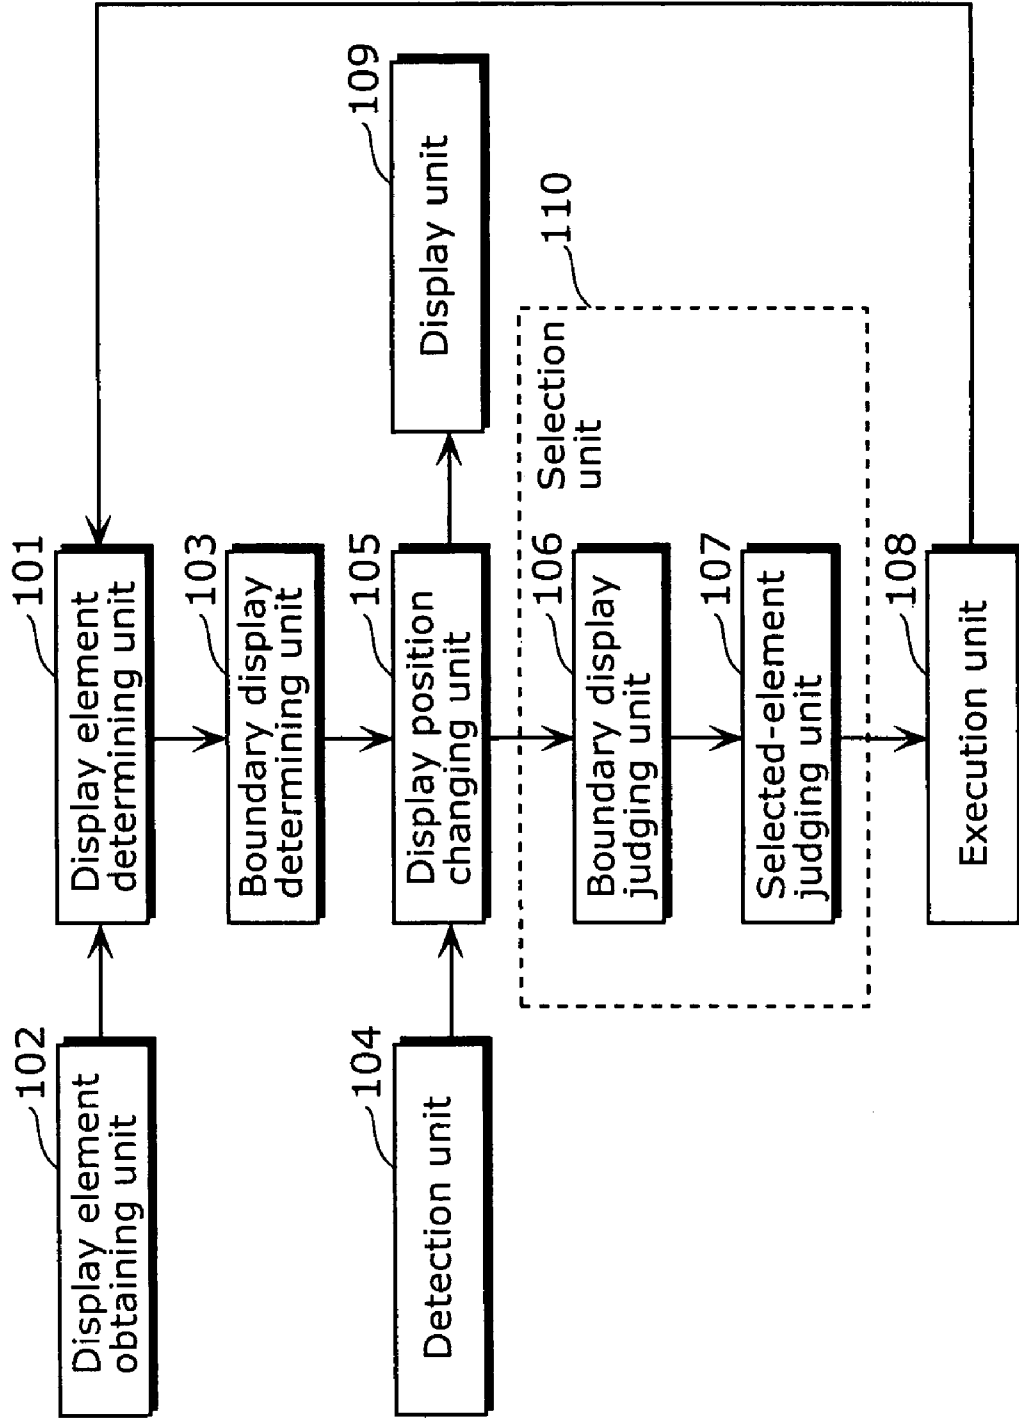 102
Display element
obtaining unit
101
Display element
determining unit
103
Boundary display
determining unit
104
Detection unit
105
Display position
changing unit
109
Display unit
110
Selection
unit
106
Boundary display
judging unit
107
Selected-element
judging unit
108
Execution unit